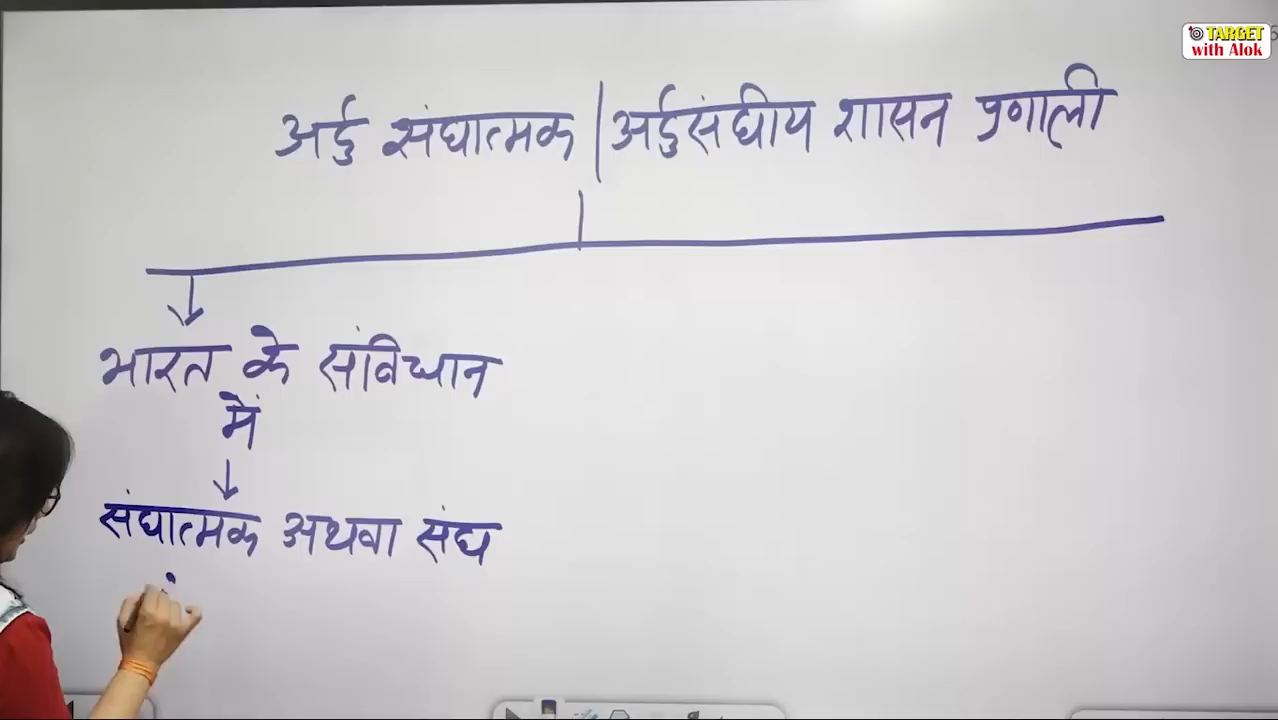 TARGET
with Alok
अर्द्ध संघात्मक | अर्द्धसंघीय शासन प्रणाली
भारत के संविधान
में
संघात्मक अथवा संघ